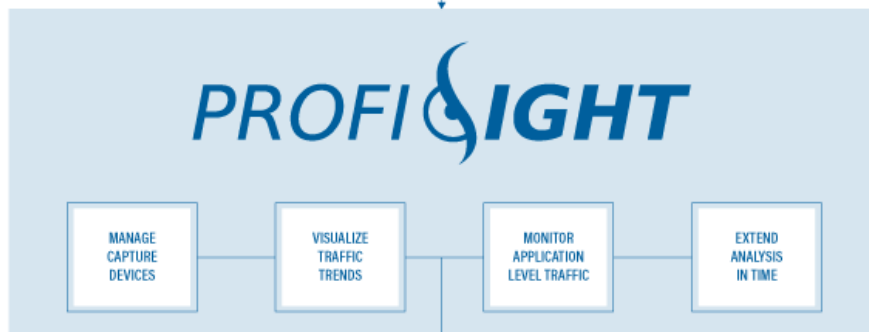 PROFISIGHT
MANAGE
CAPTURE
DEVICES
VISUALIZE
TRAFFIC
TRENDS
MONITOR
APPLICATION
LEVEL TRAFFIC
EXTEND
ANALYSIS
IN TIME